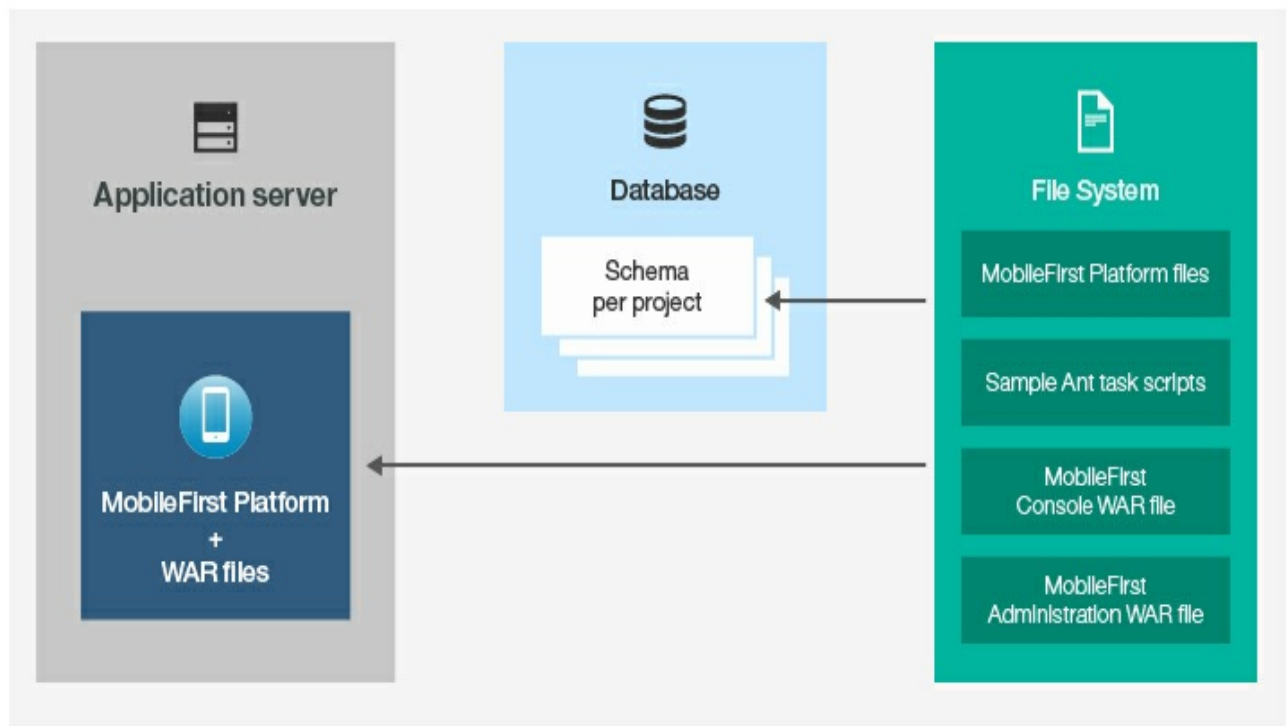 Application server
MobileFirst Platform
+
WAR files
Database
Schema
per project
File System
MobileFirst Platform files
Sample Ant task scripts
MobileFirst
Console WAR file
MobileFirst
Administration WAR file